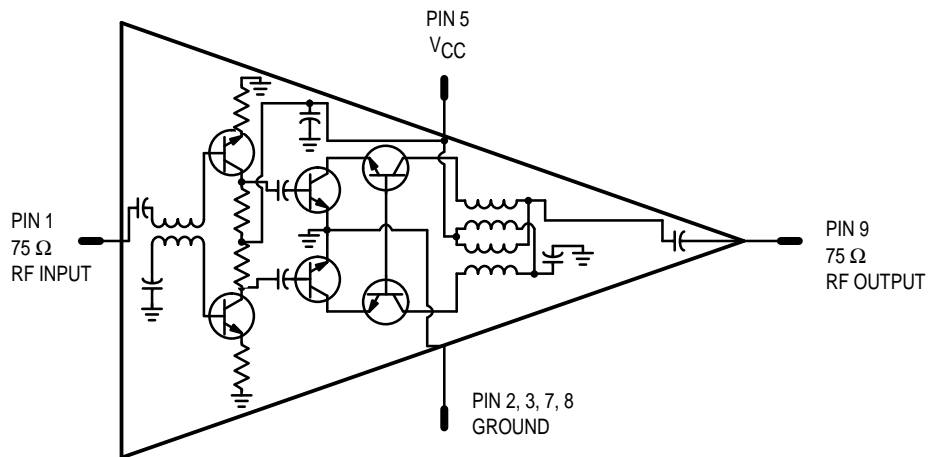 PIN 5
VCC
PIN 1
75 Ω
RF INPUT
PIN 9
75 Ω
RF OUTPUT
PIN 2, 3, 7, 8
GROUND